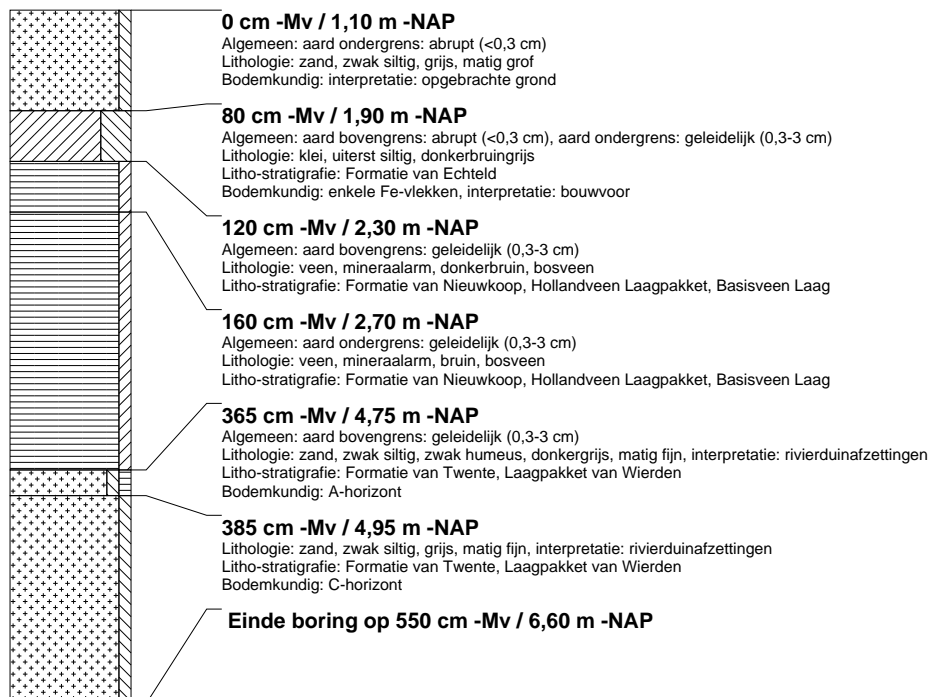 0 cm -Mv / 1,10 m -NAP
Algemeen: aard ondergrens: abrupt (<0,3 cm)
Lithologie: zand, zwak siltig, grijs, matig grof
Bodemkundig: interpretatie: opgebrachte grond
80 cm -Mv / 1,90 m -NAP
Algemeen: aard bovengrens: abrupt (<0,3 cm), aard ondergrens: geleidelijk (0,3-3 cm)
Lithologie: klei, uiterst siltig, donkerbruingrijs
Litho-stratigrafie: Formatie van Echteld
Bodemkundig: enkele Fe-vlekken, interpretatie: bouwvoor
120 cm -Mv / 2,30 m -NAP
Algemeen: aard bovengrens: geleidelijk (0,3-3 cm)
Lithologie: veen, mineraalarm, donkerbruin, bosveen
Litho-stratigrafie: Formatie van Nieuwkoop, Hollandveen Laagpakket, Basisveen Laag
160 cm -Mv / 2,70 m -NAP
Algemeen: aard ondergrens: geleidelijk (0,3-3 cm)
Lithologie: veen, mineraalarm, bruin, bosveen
Litho-stratigrafie: Formatie van Nieuwkoop, Hollandveen Laagpakket, Basisveen Laag
365 cm -Mv / 4,75 m -NAP
Algemeen: aard bovengrens: geleidelijk (0,3-3 cm)
Lithologie: zand, zwak siltig, zwak humeus, donkergrijs, matig fijn, interpretatie: rivierduinafzettingen
Litho-stratigrafie: Formatie van Twente, Laagpakket van Wierden
Bodemkundig: A-horizont
385 cm -Mv / 4,95 m -NAP
Lithologie: zand, zwak siltig, grijs, matig fijn, interpretatie: rivierduinafzettingen
Litho-stratigrafie: Formatie van Twente, Laagpakket van Wierden
Bodemkundig: C-horizont
Einde boring op 550 cm -Mv / 6,60 m -NAP